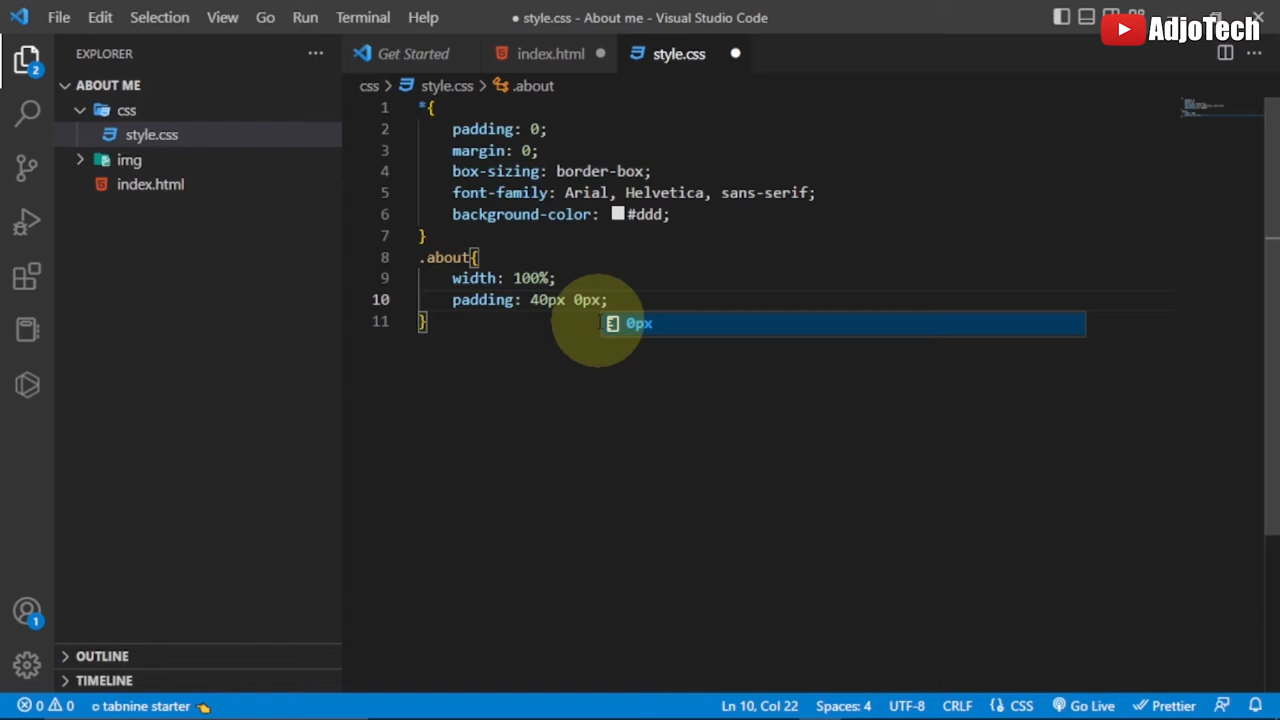 File Edit Selection View Go Run Terminal Help
● style.css - About me - Visual Studio Code
AdjoTech
EXPLORER
ABOUT ME
css
style.css
img
index.html
OUTLINE
TIMELINE
2
1
Get Started
index.html
style.css
css > style.css > .about
1 *{
2 padding: 0;
3 margin: 0;
4 box-sizing: border-box;
5 font-family: Arial, Helvetica, sans-serif;
6 background-color: #ddd;
7 }
8 .about{
9 width: 100%;
10 padding: 40px 0px;
0px
11 }
0 0 tabnine starter Ln 10, Col 22 Spaces: 4 UTF-8 CRLF CSS Go Live Prettier